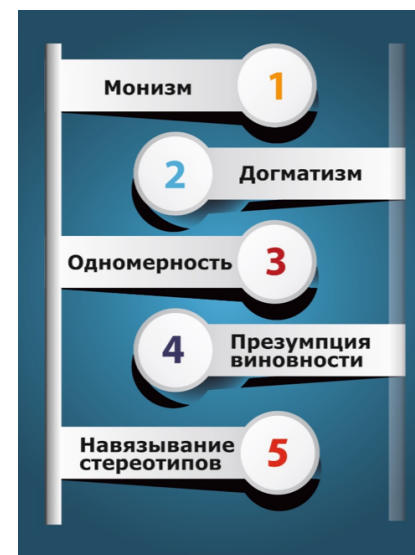 Монизм
1
2
Догматизм
Одномерность
3
4
Презумпция
виновности
Навязывание
стереотипов
5